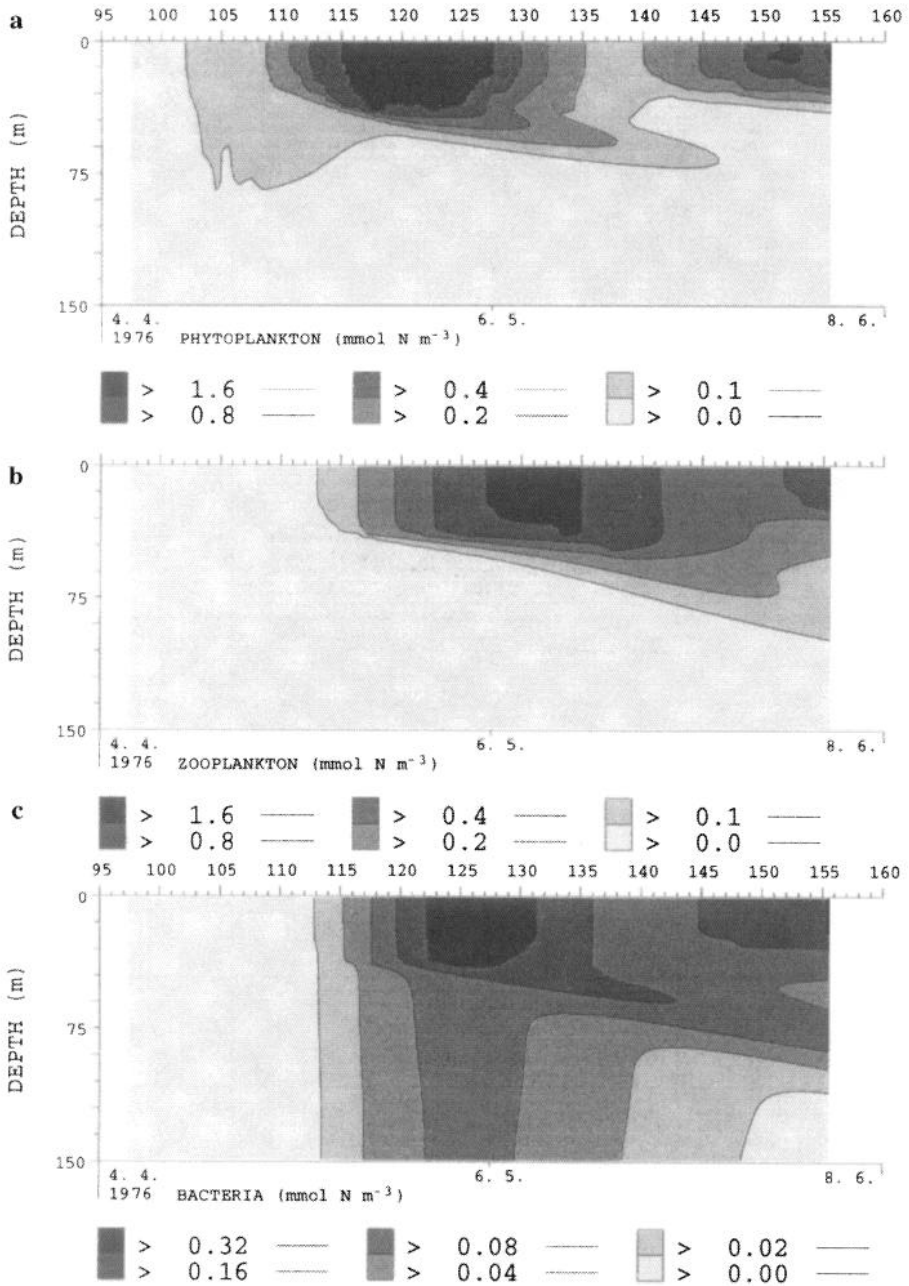 a
95 100 105 110 115 120 125 130 135 140 145 150 155 160
0
75
150
DEPTH (m)
4. 4. 6. 5. 8. 6.
1976 PHYTOPLANKTON (mmol N m⁻³)
> 1.6 > 0.4 > 0.1
> 0.8 > 0.2 > 0.0
b
0
75
150
DEPTH (m)
4. 4. 6. 5. 8. 6.
1976 ZOOPLANKTON (mmol N m⁻³)
> 1.6 > 0.4 > 0.1
> 0.8 > 0.2 > 0.0
c
95 100 105 110 115 120 125 130 135 140 145 150 155 160
0
75
150
DEPTH (m)
4. 4. 6. 5. 8. 6.
1976 BACTERIA (mmol N m⁻³)
> 0.32 > 0.08 > 0.02
> 0.16 > 0.04 > 0.00